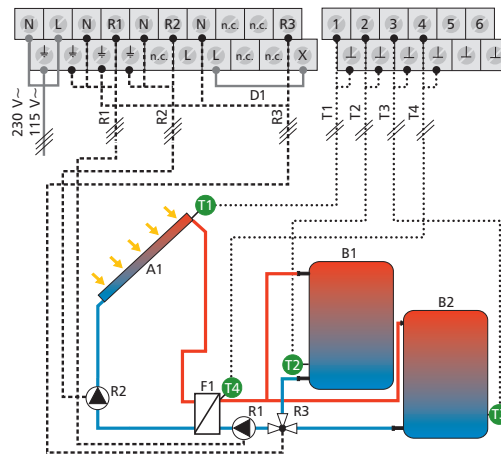 N L N R1 N R2 N n.c. n.c. R3
n.c. L L n.c. n.c. X
1 2 3 4 5 6
D1
230 V~
115 V~
R1
R2
R3
T1
T2
T3
T4
T1
A1
B1
B2
T2
T4
F1
R2
R1
R3